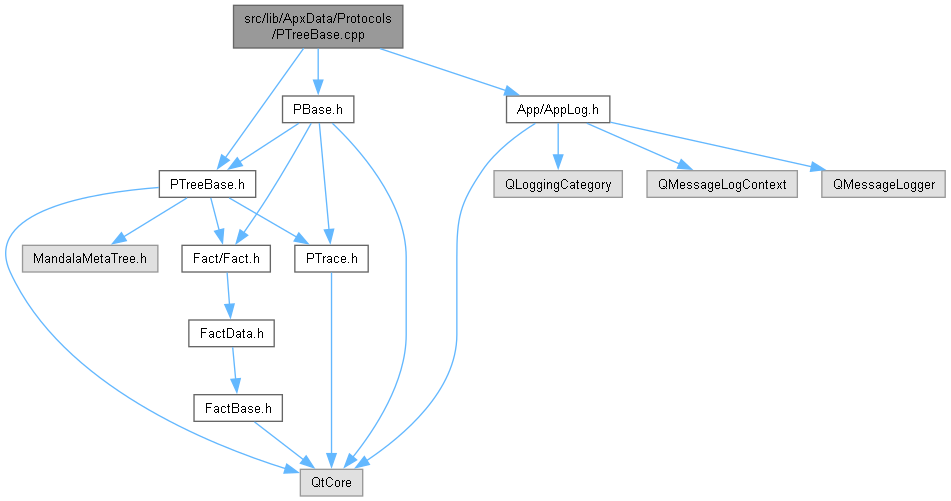 src/lib/ApxData/Protocols
/PTreeBase.cpp
PBase.h
App/AppLog.h
PTreeBase.h
QLoggingCategory
QMessageLogContext
QMessageLogger
MandalaMetaTree.h
Fact/Fact.h
PTrace.h
FactData.h
FactBase.h
QtCore